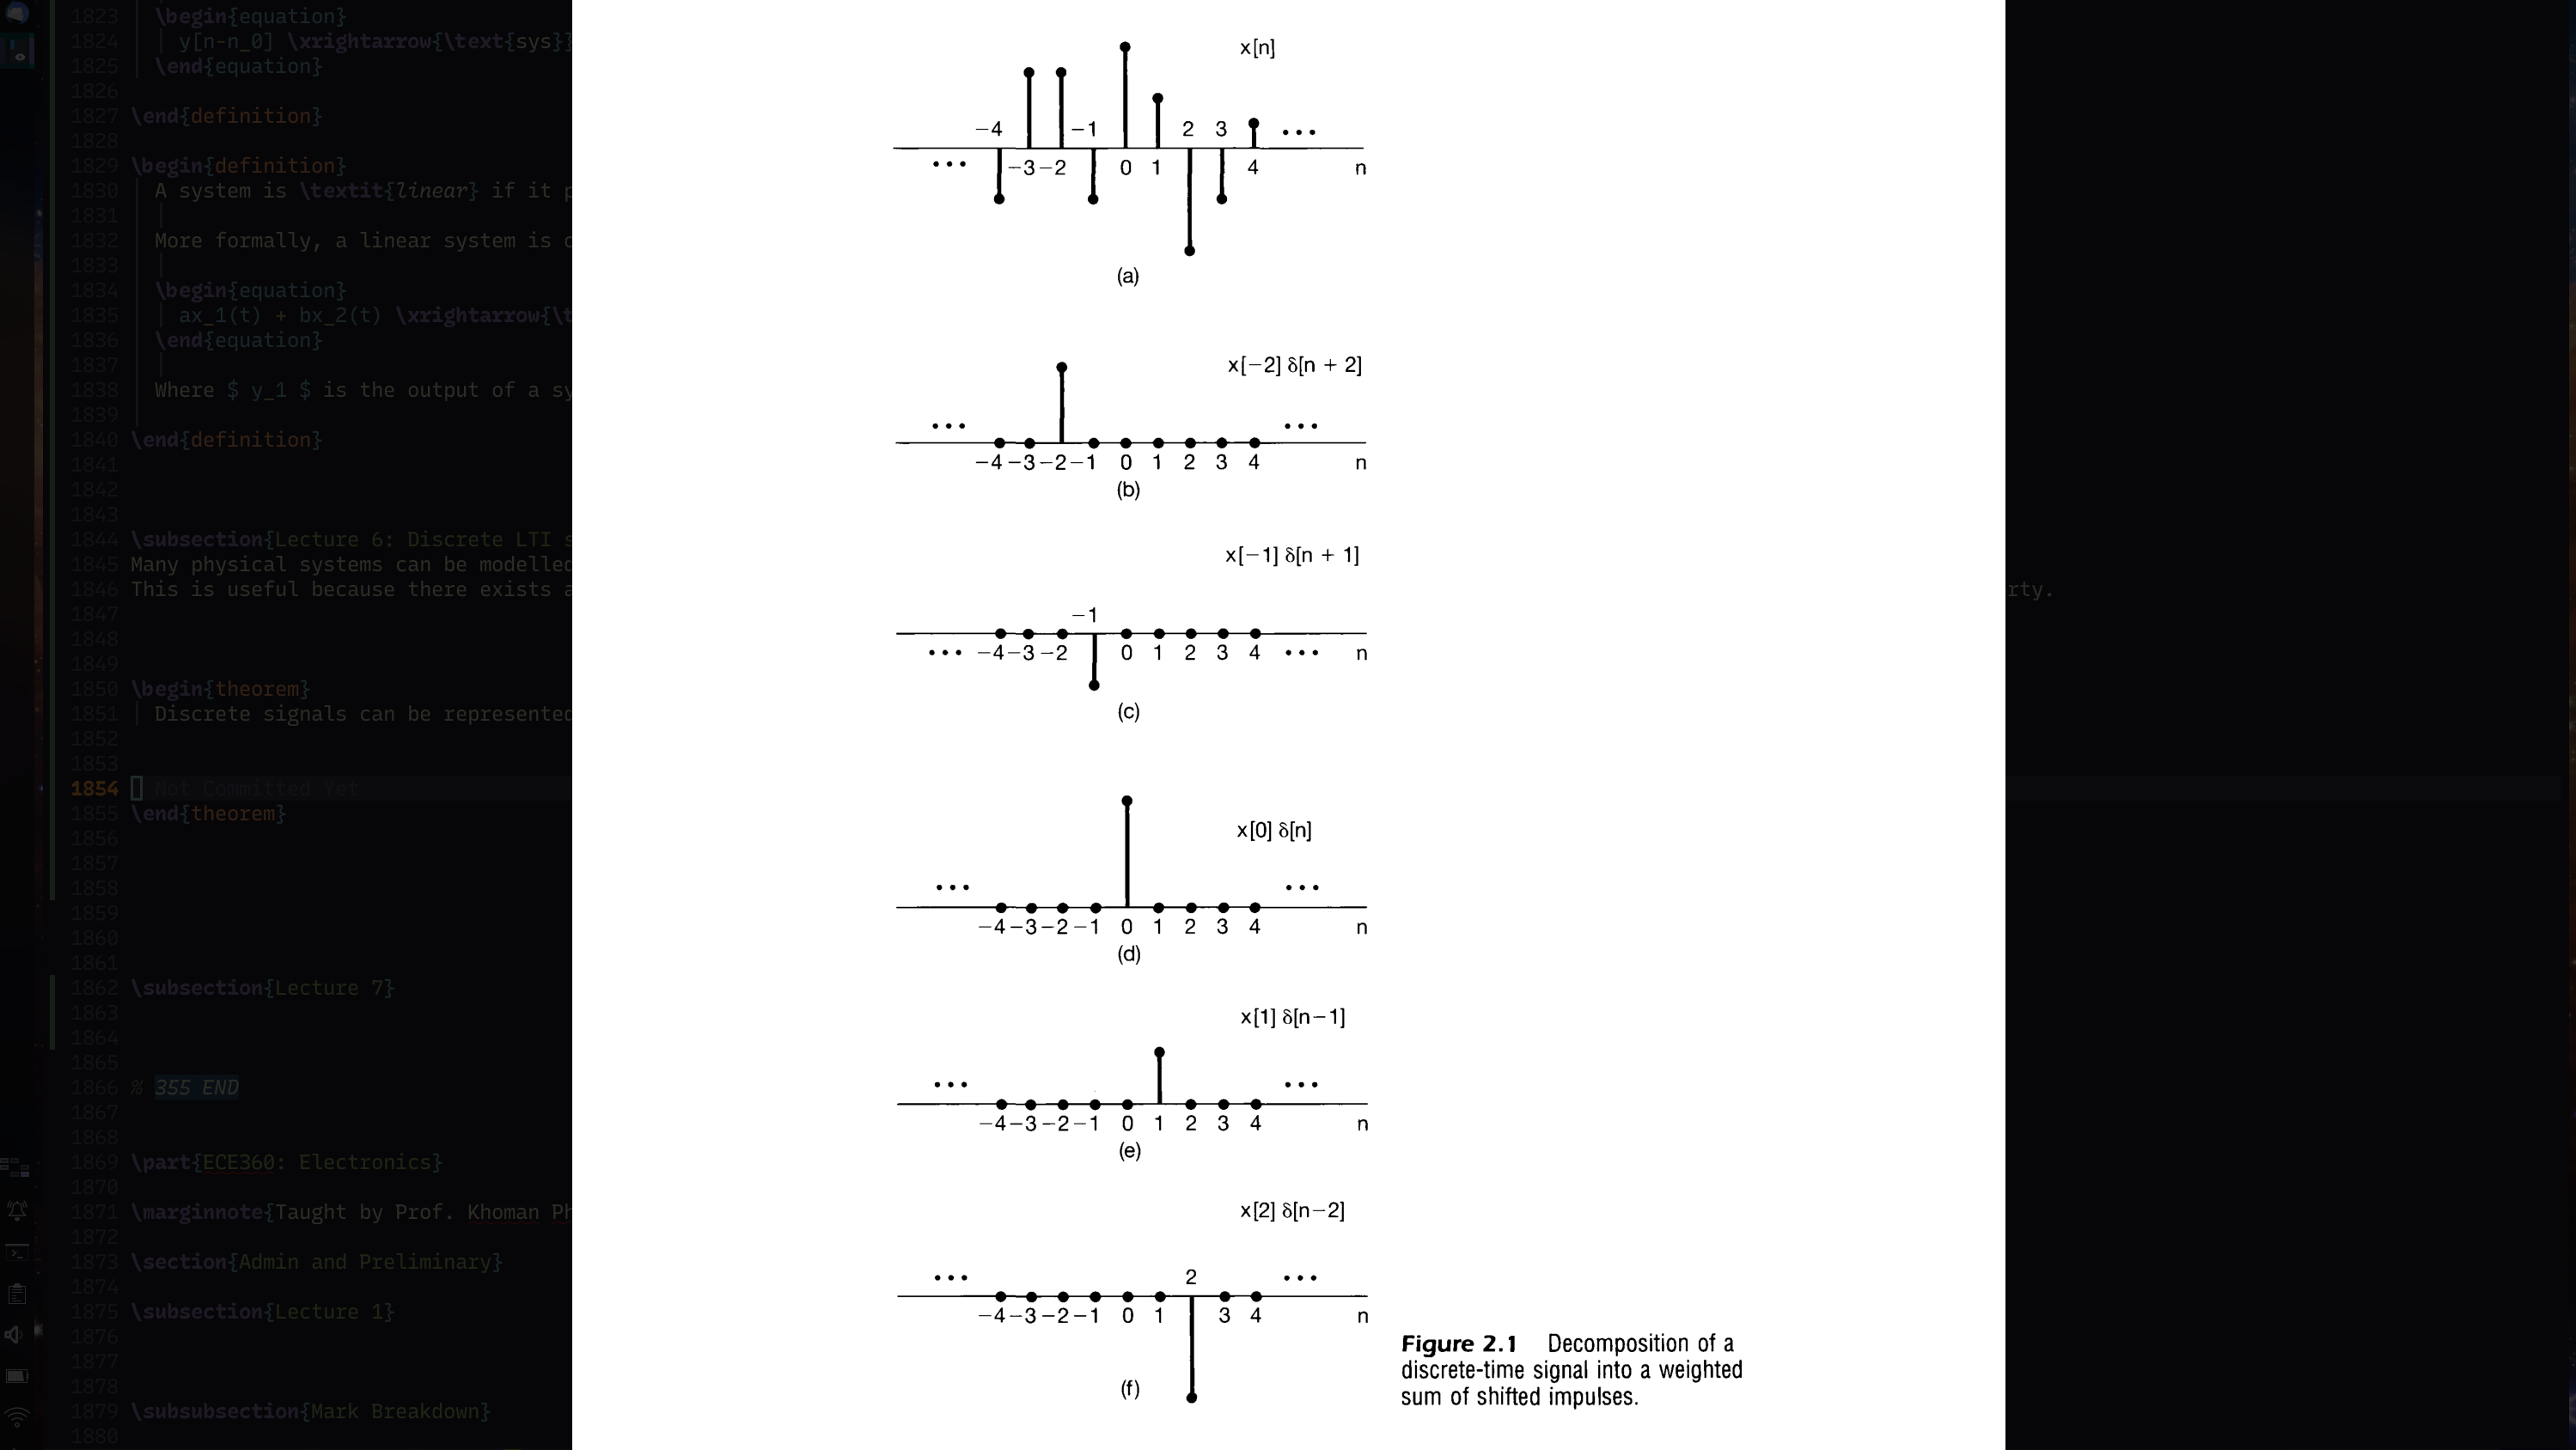 1823 \begin{equation}
1824 y[n-n_0] \xrightarrow{\text{sys}}
1825 \end{equation}
1826
1827 \end{definition}
1828
1829 \begin{definition}
1830 A system is \textit{linear} if it p
1831
1832 More formally, a linear system is c
1833
1834 \begin{equation}
1835 ax_1(t) + bx_2(t) \xrightarrow{\t
1836 \end{equation}
1837
1838 Where $ y_1 $ is the output of a sy
1839
1840 \end{definition}
1841
1842
1843
1844 \subsection{Lecture 6: Discrete LTI s
1845 Many physical systems can be modelled
1846 This is useful because there exists a
rty.
1847
1848
1849
1850 \begin{theorem}
1851 Discrete signals can be represented
1852
1853
1854 Not Committed Yet
1855 \end{theorem}
1856
1857
1858
1859
1860
1861
1862 \subsection{Lecture 7}
1863
1864
1865
1866 % 355 END
1867
1868
1869 \part{ECE360: Electronics}
1870
1871 \marginnote{Taught by Prof. Khoman Ph
1872
1873 \section{Admin and Preliminary}
1874
1875 \subsection{Lecture 1}
1876
1877
1878
1879 \subsubsection{Mark Breakdown}
1880
x[n]
−4 −1 2 3 •••
••• −3 −2 0 1 4 n
(a)
x[−2] δ[n + 2]
••• •••
−4 −3 −2 −1 0 1 2 3 4 n
(b)
x[−1] δ[n + 1]
−1
••• −4 −3 −2 0 1 2 3 4 ••• n
(c)
x[0] δ[n]
••• •••
−4 −3 −2 −1 0 1 2 3 4 n
(d)
x[1] δ[n−1]
••• •••
−4 −3 −2 −1 0 1 2 3 4 n
(e)
x[2] δ[n−2]
••• 2 •••
−4 −3 −2 −1 0 1 3 4 n
(f)
Figure 2.1 Decomposition of a
discrete-time signal into a weighted
sum of shifted impulses.